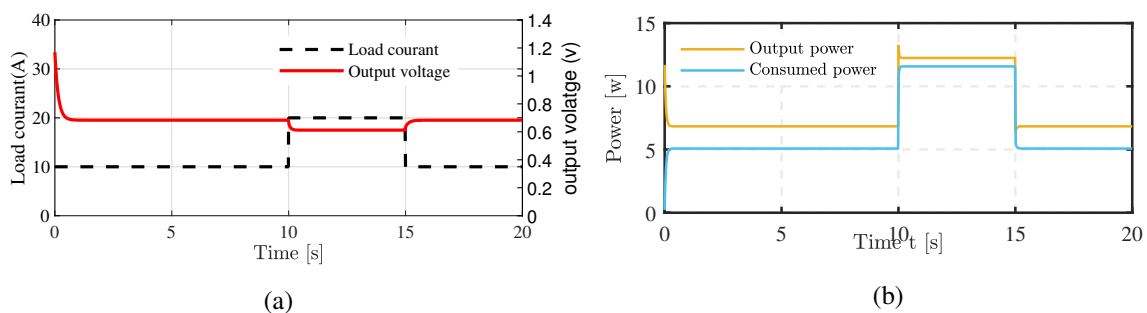 40
30
20
10
0
Load courant(A)
Load courant
Output voltage
1.4
1.2
1
0.8
0.6
0.4
0.2
0
output volatge (v)
0 5 10 15 20
Time [s]
(a)
15
10
5
0
Power [w]
Output power
Consumed power
0 5 10 15 20
Time t [s]
(b)